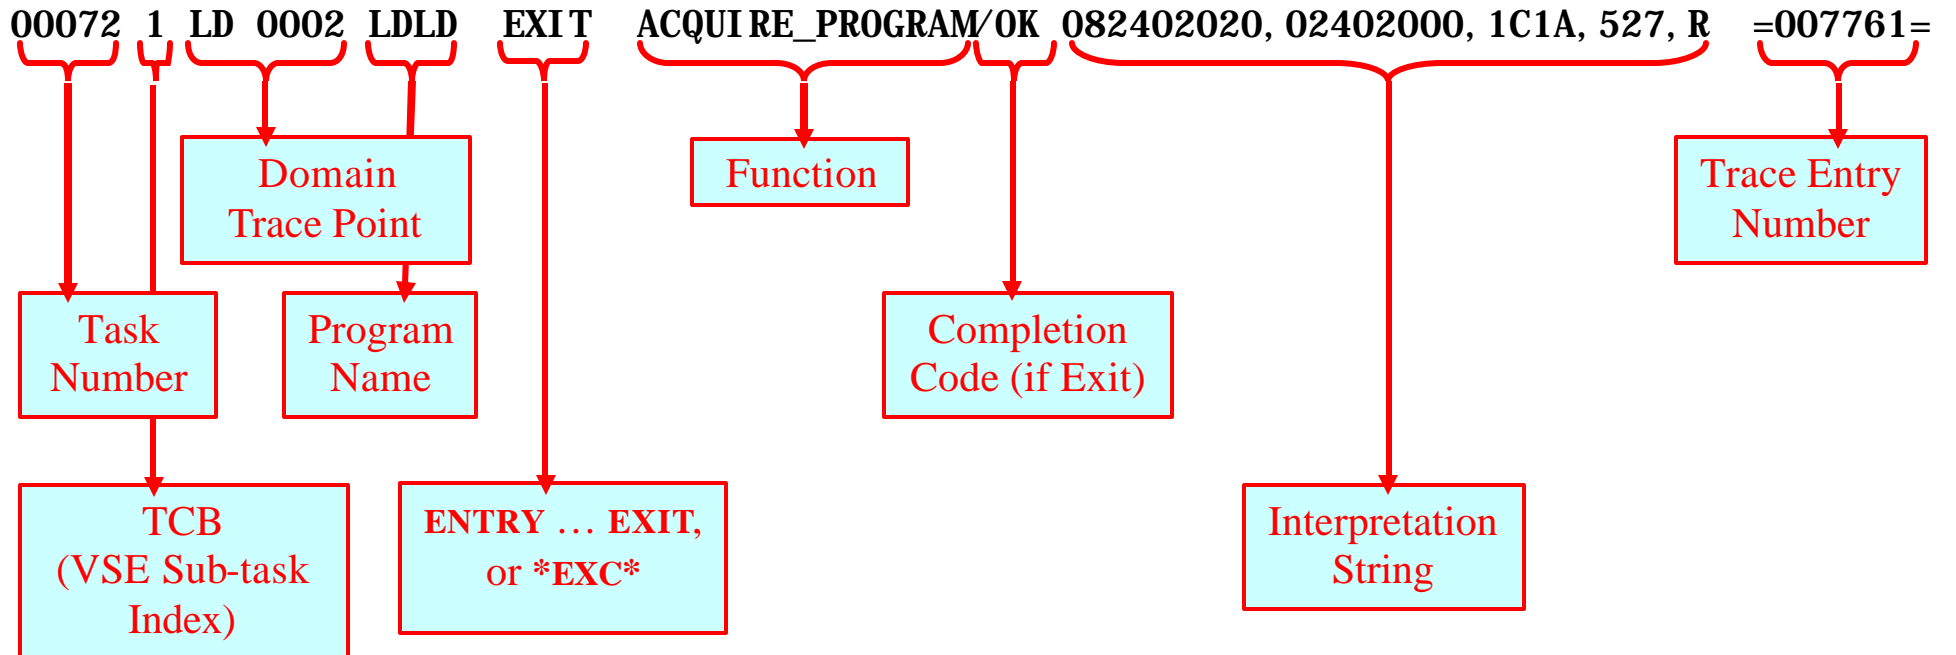 00072 1 LD 0002 LDLD EXIT ACQUIRE_PROGRAM/OK 082402020, 02402000, 1C1A, 527, R =007761=
Domain
Trace Point
Function
Trace Entry
Number
Task
Number
Program
Name
Completion
Code (if Exit)
TCB
(VSE Sub-task
Index)
ENTRY … EXIT,
or *EXC*
Interpretation
String